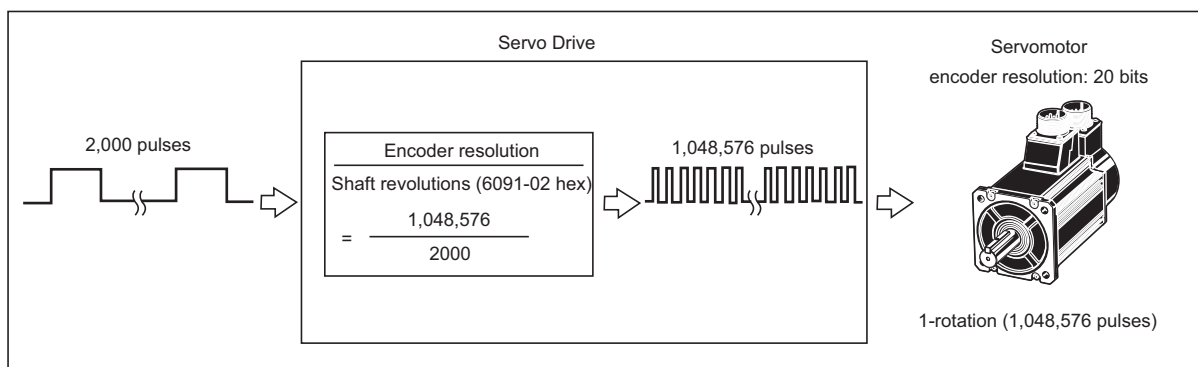 Servo Drive
Servomotor
encoder resolution: 20 bits
2,000 pulses
Encoder resolution
Shaft revolutions (6091-02 hex)
= 1,048,576
2000
1,048,576 pulses
1-rotation (1,048,576 pulses)